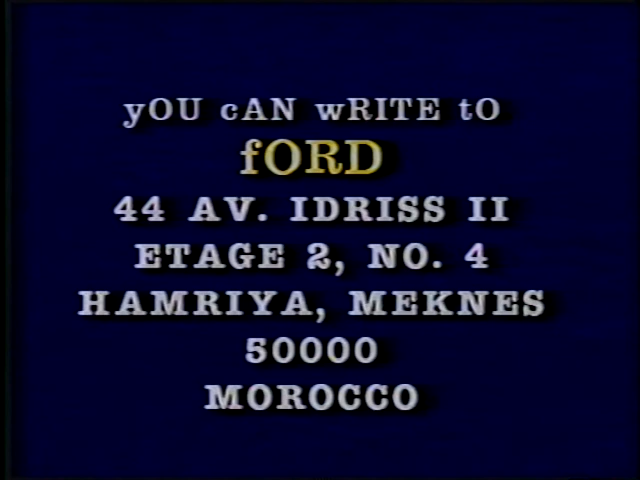 yOU cAN wRITE tO
fORD
44 AV. IDRISS II
ETAGE 2, NO. 4
HAMRIYA, MEKNES
50000
MOROCCO